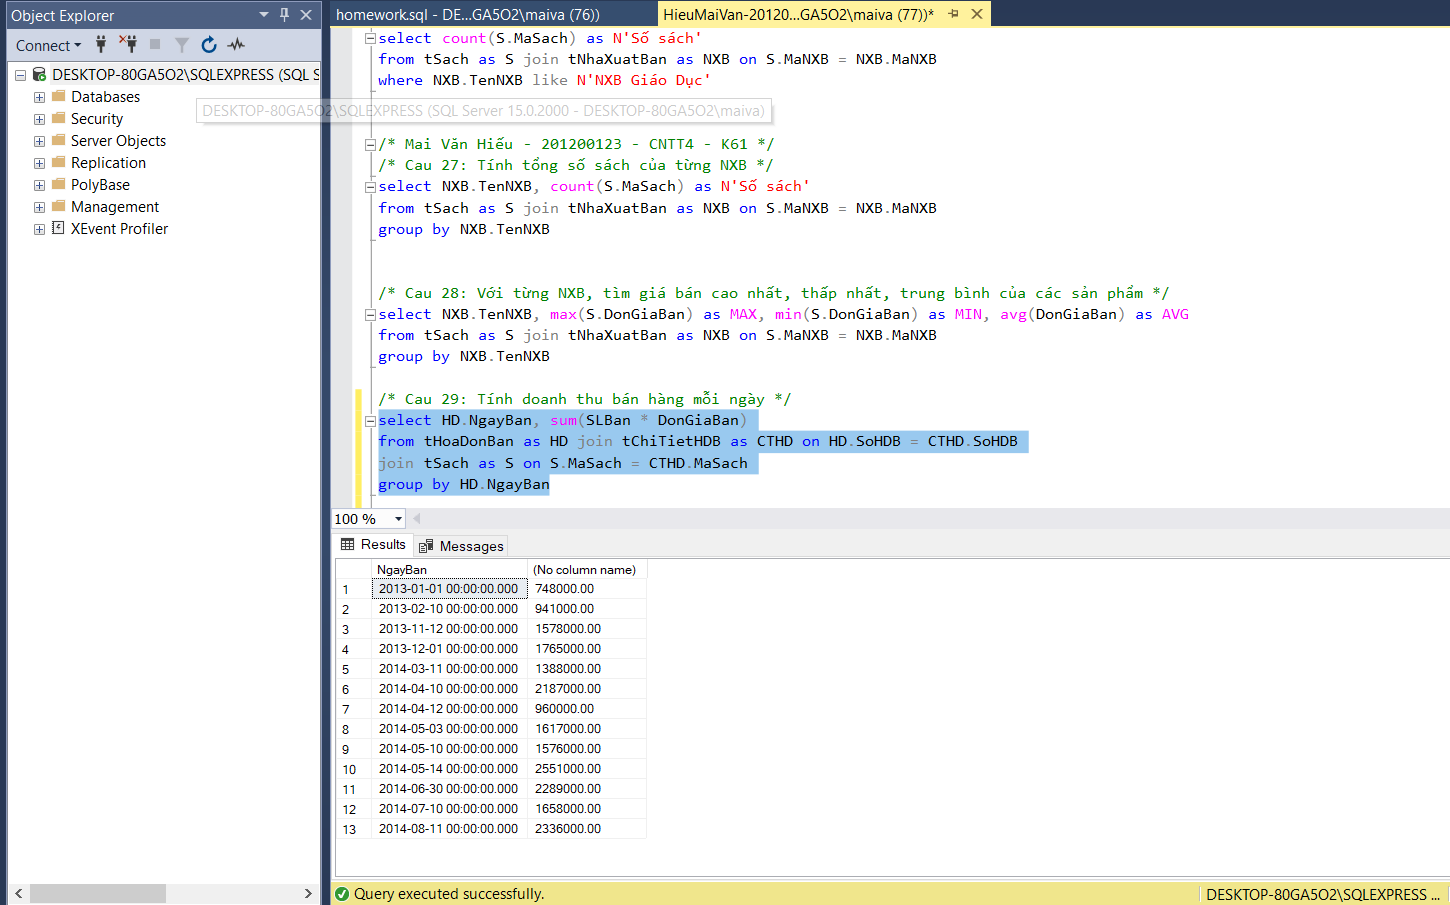 Object Explorer
Connect
DESKTOP-80GA5O2\SQLEXPRESS (SQL S
Databases
Security
Server Objects
Replication
PolyBase
Management
XEvent Profiler
DESKTOP-80GA5O2\SQLEXPRESS (SQL Server 15.0.2000 - DESKTOP-80GA5O2\maiva)
homework.sql - DE...GA5O2\maiva (76))
HieuMaiVan-20120...GA5O2\maiva (77))*
select count(S.MaSach) as N'Số sách'
from tSach as S join tNhaXuatBan as NXB on S.MaNXB = NXB.MaNXB
where NXB.TenNXB like N'NXB Giáo Dục'
/* Mai Văn Hiếu - 201200123 - CNTT4 - K61 */
/* Cau 27: Tính tổng số sách của từng NXB */
select NXB.TenNXB, count(S.MaSach) as N'Số sách'
from tSach as S join tNhaXuatBan as NXB on S.MaNXB = NXB.MaNXB
group by NXB.TenNXB
/* Cau 28: Với từng NXB, tìm giá bán cao nhất, thấp nhất, trung bình của các sản phẩm */
select NXB.TenNXB, max(S.DonGiaBan) as MAX, min(S.DonGiaBan) as MIN, avg(DonGiaBan) as AVG
from tSach as S join tNhaXuatBan as NXB on S.MaNXB = NXB.MaNXB
group by NXB.TenNXB
/* Cau 29: Tính doanh thu bán hàng mỗi ngày */
select HD.NgayBan, sum(SLBan * DonGiaBan)
from tHoaDonBan as HD join tChiTietHDB as CTHD on HD.SoHDB = CTHD.SoHDB
join tSach as S on S.MaSach = CTHD.MaSach
group by HD.NgayBan
100 %
Results Messages
NgayBan (No column name)
1 2013-01-01 00:00:00.000 748000.00
2 2013-02-10 00:00:00.000 941000.00
3 2013-11-12 00:00:00.000 1578000.00
4 2013-12-01 00:00:00.000 1765000.00
5 2014-03-11 00:00:00.000 1388000.00
6 2014-04-10 00:00:00.000 2187000.00
7 2014-04-12 00:00:00.000 960000.00
8 2014-05-03 00:00:00.000 1617000.00
9 2014-05-10 00:00:00.000 1576000.00
10 2014-05-14 00:00:00.000 2551000.00
11 2014-06-30 00:00:00.000 2289000.00
12 2014-07-10 00:00:00.000 1658000.00
13 2014-08-11 00:00:00.000 2336000.00
Query executed successfully.
DESKTOP-80GA5O2\SQLEXPRESS ...